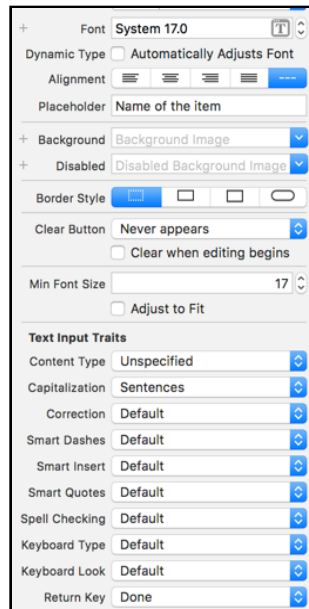 + Font System 17.0 T
Dynamic Type Automatically Adjusts Font
Alignment ---
Placeholder Name of the item
+ Background Background Image
+ Disabled Disabled Background Image
Border Style
Clear Button Never appears
Clear when editing begins
Min Font Size 17
Adjust to Fit
Text Input Traits
Content Type Unspecified
Capitalization Sentences
Correction Default
Smart Dashes Default
Smart Insert Default
Smart Quotes Default
Spell Checking Default
Keyboard Type Default
Keyboard Look Default
Return Key Done